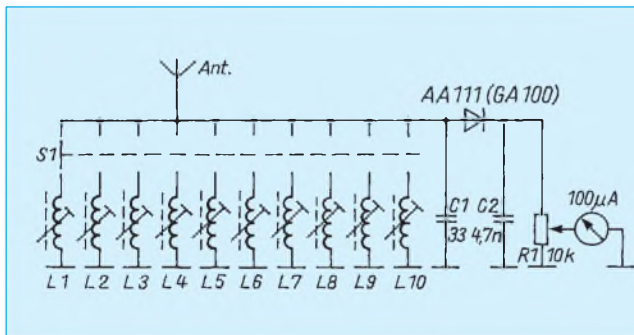 Ant.
AA111 (GA100)
S1
C1 C2
33 4,7n
100µA
R1 10k
L1 L2 L3 L4 L5 L6 L7 L8 L9 L10